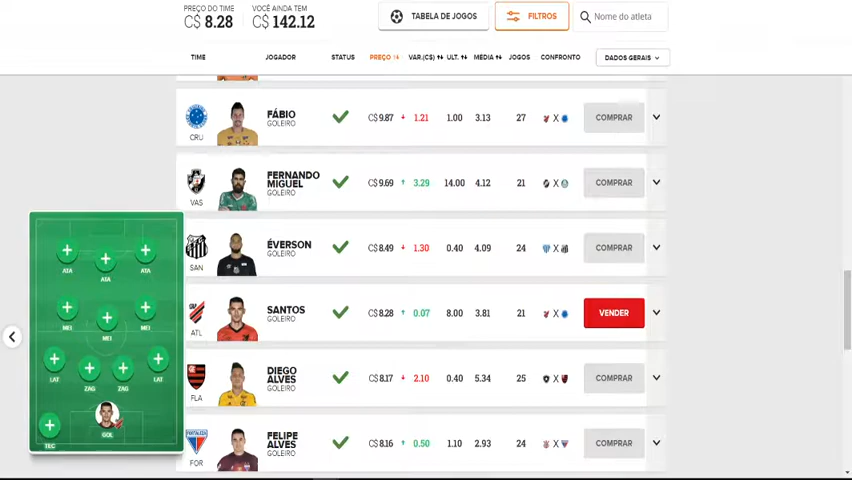 PREÇO DO TIME
C$ 8.28
VOCÊ AINDA TEM
C$ 142.12
TABELA DE JOGOS
FILTROS
Nome do atleta
TIME JOGADOR STATUS PREÇO VAR.(C$) ULT. MÉDIA JOGOS CONFRONTO DADOS GERAIS
CRU
FÁBIO
GOLEIRO
C$ 9.87 1.21 1.00 3.13 27 X COMPRAR
VAS
FERNANDO
MIGUEL
GOLEIRO
C$ 9.69 3.29 14.00 4.12 21 X COMPRAR
SAN
ÉVERSON
GOLEIRO
C$ 8.49 1.30 0.40 4.09 24 X COMPRAR
ATL
SANTOS
GOLEIRO
C$ 8.28 0.07 8.00 3.81 21 X VENDER
FLA
DIEGO
ALVES
GOLEIRO
C$ 8.17 2.10 0.40 5.34 25 X COMPRAR
FORTALEZA
FOR
FELIPE
ALVES
GOLEIRO
C$ 8.16 0.50 1.10 2.93 24 X COMPRAR
ATA ATA ATA
MEI MEI MEI
LAT ZAG ZAG LAT
TEC GOL